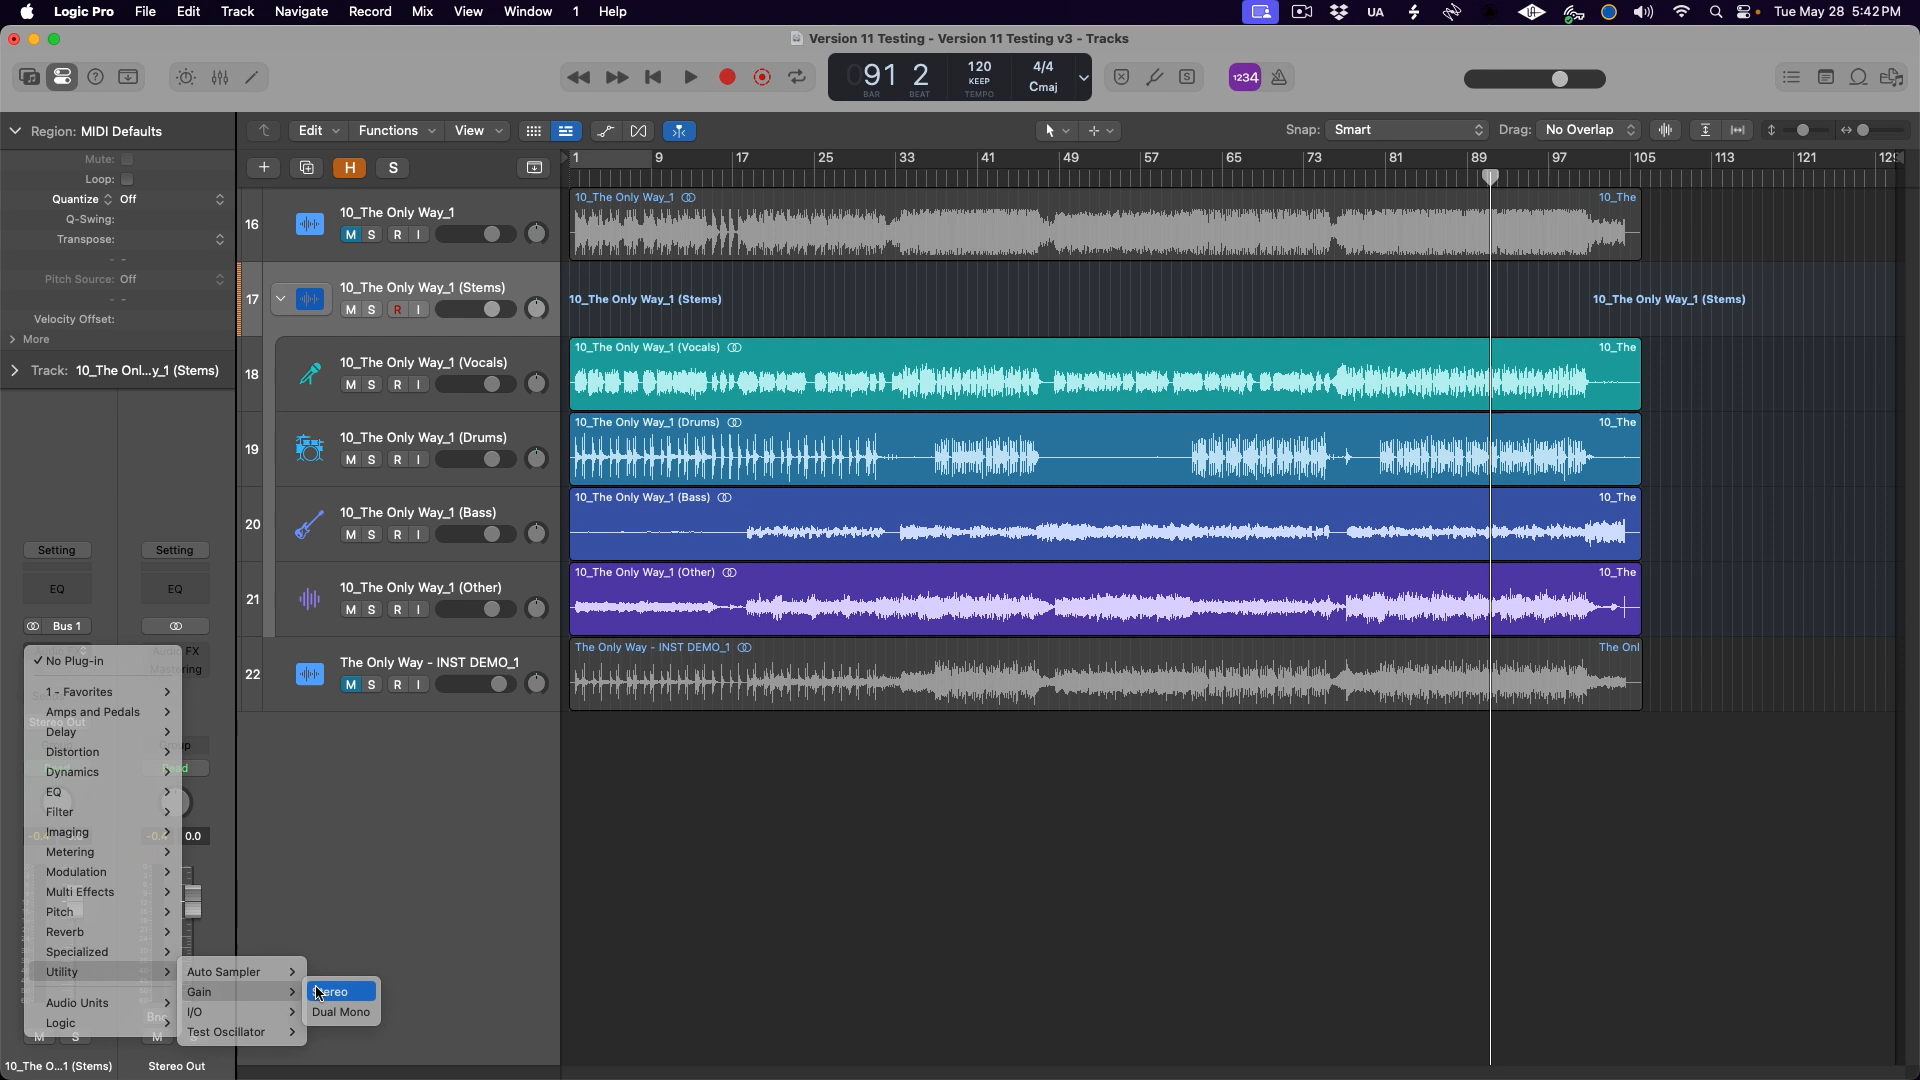 Logic Pro File Edit Track Navigate Record Mix View Window 1 Help UA Tue May 28 5:42 PM
Version 11 Testing - Version 11 Testing v3 - Tracks
091 2 120 KEEP 4/4 Cmaj
BAR BEAT TEMPO
S 1234
Region: MIDI Defaults
Mute:
Loop:
Quantize Off
Q-Swing:
Transpose:
Pitch Source: Off
Velocity Offset:
More
Track: 10_The Onl...y_1 (Stems)
Edit Functions View Snap: Smart Drag: No Overlap
H S
1 9 17 25 33 41 49 57 65 73 81 89 97 105 113 121 129
16 10_The Only Way_1
M S R I
10_The Only Way_1 10_The
17 10_The Only Way_1 (Stems)
M S R I
10_The Only Way_1 (Stems) 10_The Only Way_1 (Stems)
18 10_The Only Way_1 (Vocals)
M S R I
10_The Only Way_1 (Vocals) 10_The
19 10_The Only Way_1 (Drums)
M S R I
10_The Only Way_1 (Drums) 10_The
20 10_The Only Way_1 (Bass)
M S R I
10_The Only Way_1 (Bass) 10_The
21 10_The Only Way_1 (Other)
M S R I
10_The Only Way_1 (Other) 10_The
22 The Only Way - INST DEMO_1
M S R I
The Only Way - INST DEMO_1 The Onl
Setting Setting
EQ EQ
Bus 1
No Plug-in
1 - Favorites
Amps and Pedals
Delay
Distortion
Dynamics
EQ
Filter
Imaging
Metering
Modulation
Multi Effects
Pitch
Reverb
Specialized
Utility
Audio Units
Logic
Auto Sampler
Gain
I/O
Test Oscillator
Dual Mono
Stereo Out
0.0
M S M
10_The O...1 (Stems) Stereo Out